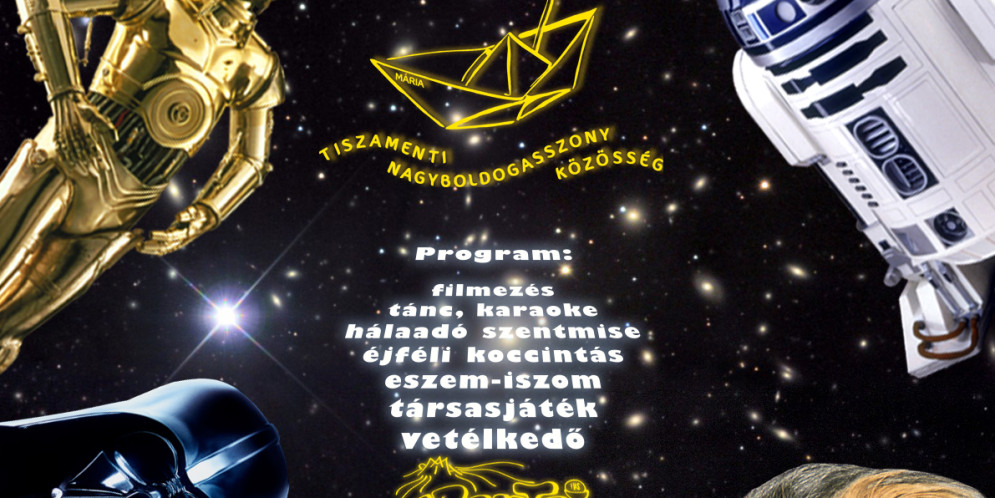 MÁRIA
TISZAMENTI
NAGYBOLDOGASSZONY
KÖZÖSSÉG
Program:
filmezés
tánc, karaoke
hálaadó szentmise
éjféli koccintás
eszem-iszom
társasjáték
vetélkedő